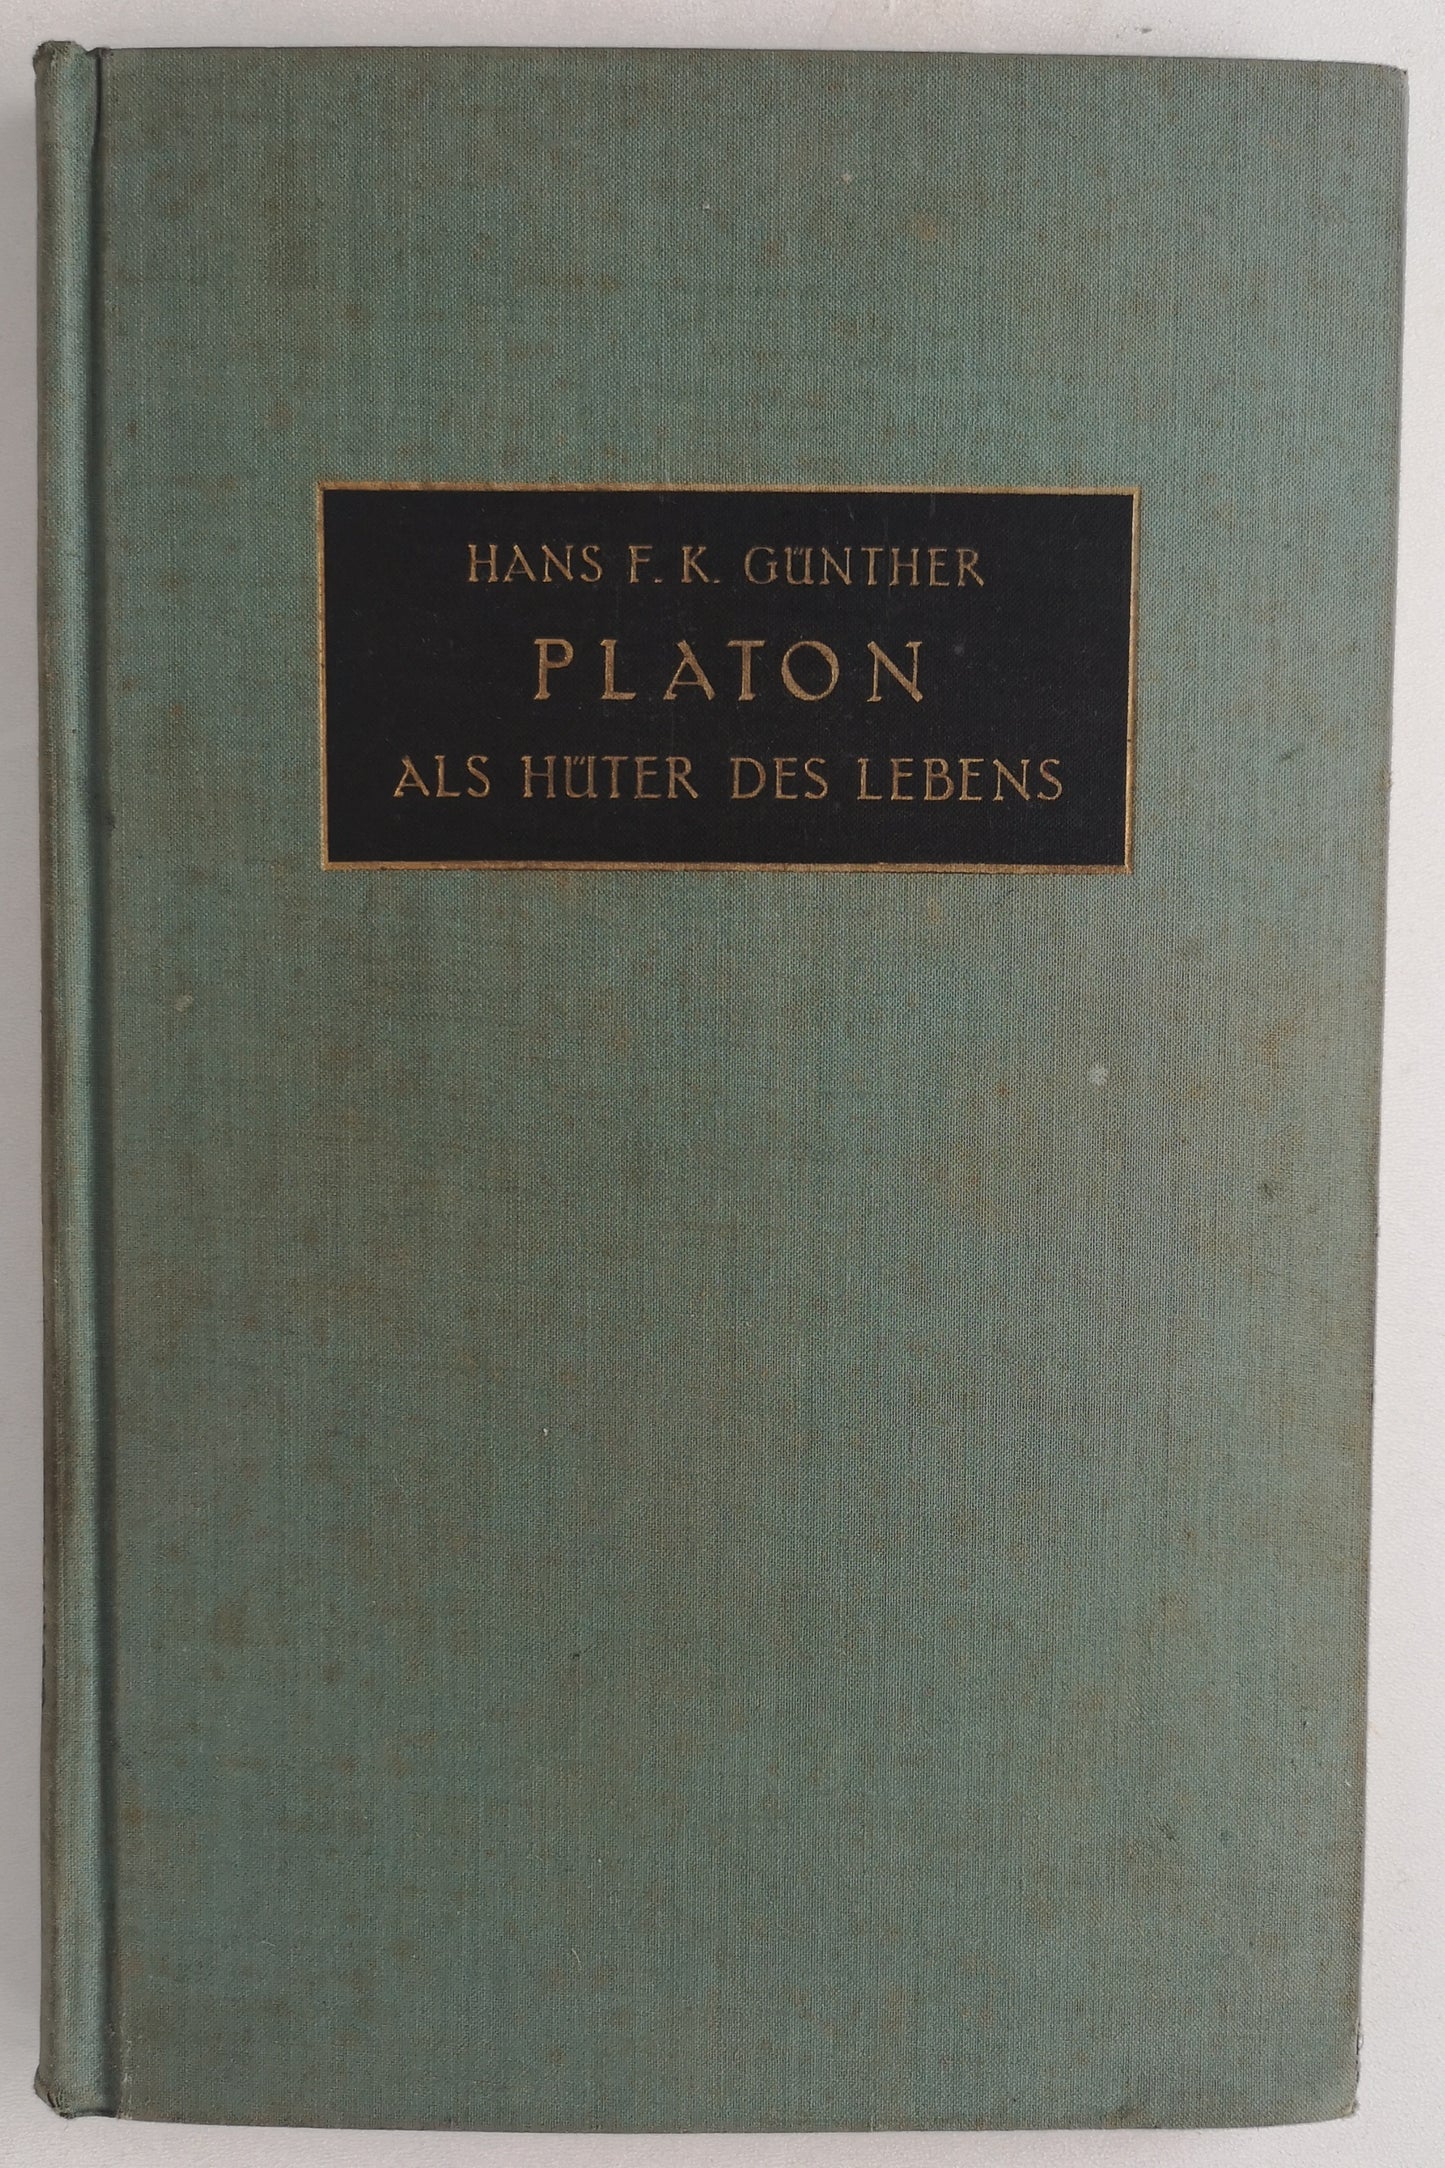 HANS F. K. GÜNTHER
PLATON
ALS HÜTER DES LEBENS